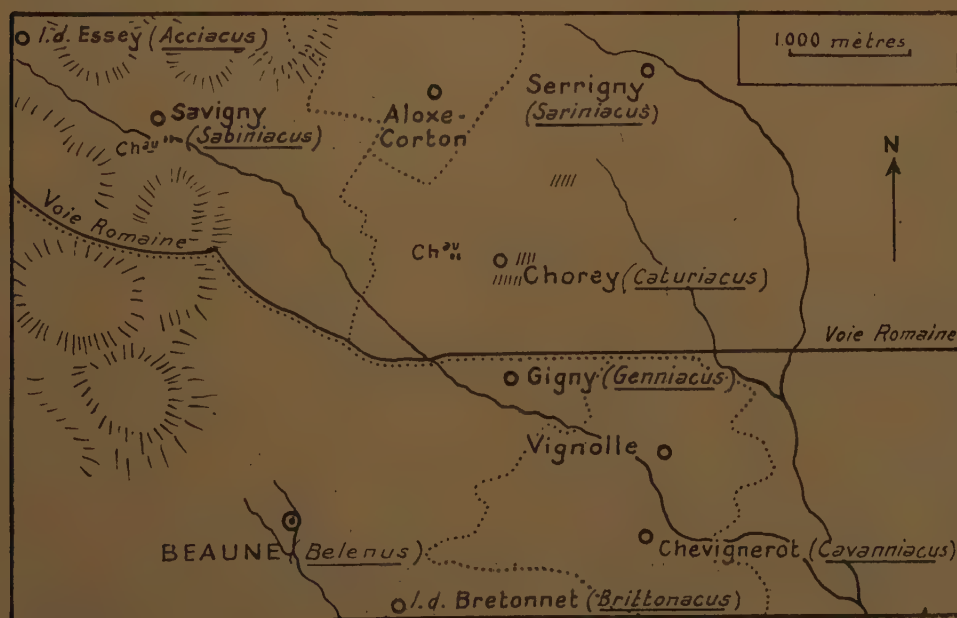 l.d. Essey (Acciacus)
1.000 mètres
Savigny
(Sabiniacus)
Chau
Aloxe-
Corton
Serrigny
(Sariniacus)
N
Voie Romaine
Chau
Chorey (Caturiacus)
Voie Romaine
Gigny (Genniacus)
Vignolle
BEAUNE (Belenus)
Chevignerot (Cavanniacus)
l.d. Bretonnet (Brittonacus)